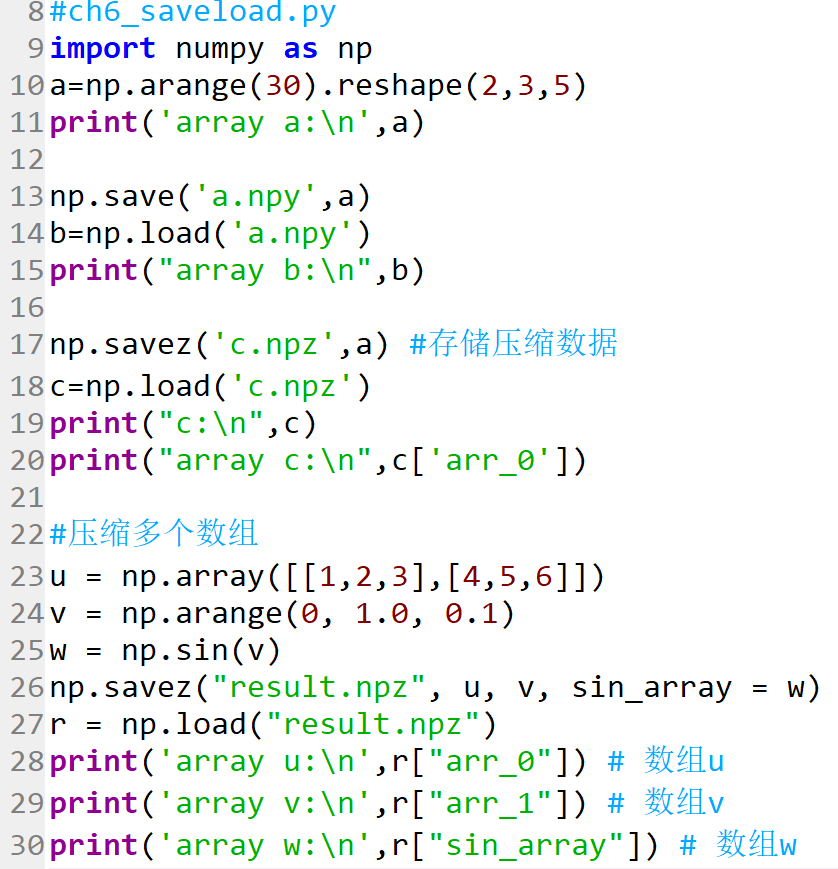 8 #ch6_saveload.py
9 import numpy as np
10 a=np.arange(30).reshape(2,3,5)
11 print('array a:\n',a)
12
13 np.save('a.npy',a)
14 b=np.load('a.npy')
15 print("array b:\n",b)
16
17 np.savez('c.npz',a) #存储压缩数据
18 c=np.load('c.npz')
19 print("c:\n",c)
20 print("array c:\n",c['arr_0'])
21
22 #压缩多个数组
23 u = np.array([[1,2,3],[4,5,6]])
24 v = np.arange(0, 1.0, 0.1)
25 w = np.sin(v)
26 np.savez("result.npz", u, v, sin_array = w)
27 r = np.load("result.npz")
28 print('array u:\n',r["arr_0"]) # 数组u
29 print('array v:\n',r["arr_1"]) # 数组v
30 print('array w:\n',r["sin_array"]) # 数组w